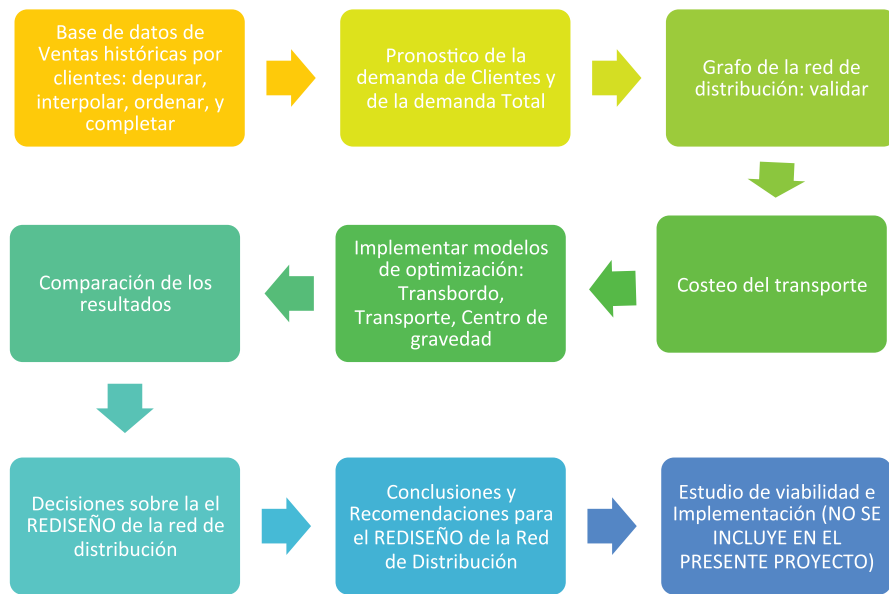 Base de datos de
Ventas históricas por
clientes: depurar,
interpolar, ordenar, y
completar
Pronostico de la
demanda de Clientes y
de la demanda Total
Grafo de la red de
distribución: validar
Costeo del transporte
Implementar modelos
de optimización:
Transbordo,
Transporte, Centro de
gravedad
Comparación de los
resultados
Decisiones sobre la el
REDISEÑO de la red de
distribución
Conclusiones y
Recomendaciones para
el REDISEÑO de la Red
de Distribución
Estudio de viabilidad e
Implementación (NO SE
INCLUYE EN EL
PRESENTE PROYECTO)